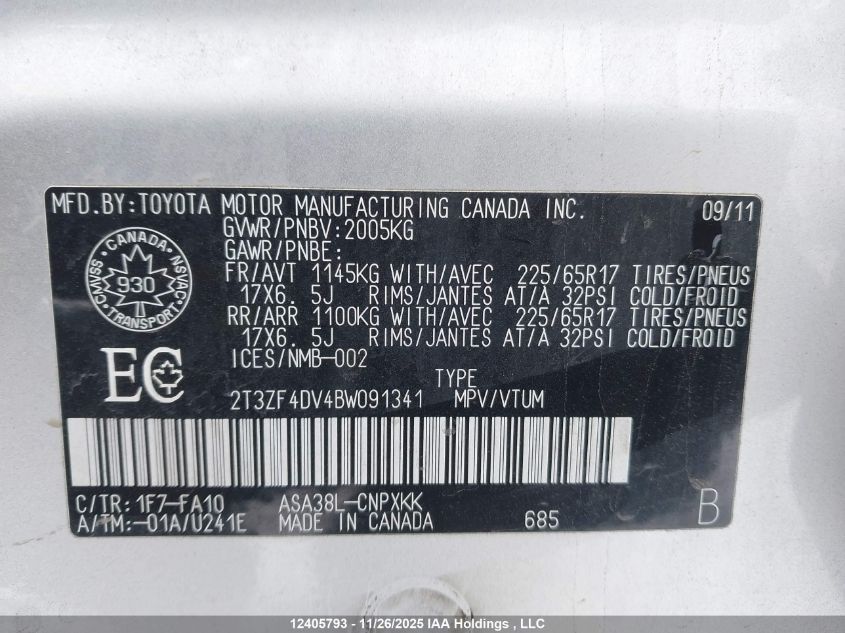 MFD.BY:TOYOTA MOTOR MANUFACTURING CANADA INC. 09/11
GVWR/PNBV:2005KG
GAWR/PNBE:
FR/AVT 1145KG WITH/AVEC 225/65R17 TIRES/PNEUS
17X6. 5J RIMS/JANTES AT/A 32PSI COLD/FROID
RR/ARR 1100KG WITH/AVEC 225/65R17 TIRES/PNEUS
17X6. 5J RIMS/JANTES AT/A 32PSI COLD/FROID
ICES/NMB-002
CANADA
CMVSS 930 NSVAC
TRANSPORT
EC
TYPE
2T3ZF4DV4BW091341 MPV/VTUM
C/TR: 1F7-FA10 ASA38L-CNPXKK
A/TM:-01A/U241E MADE IN CANADA 685 B
12405793 - 11/26/2025 IAA Holdings , LLC